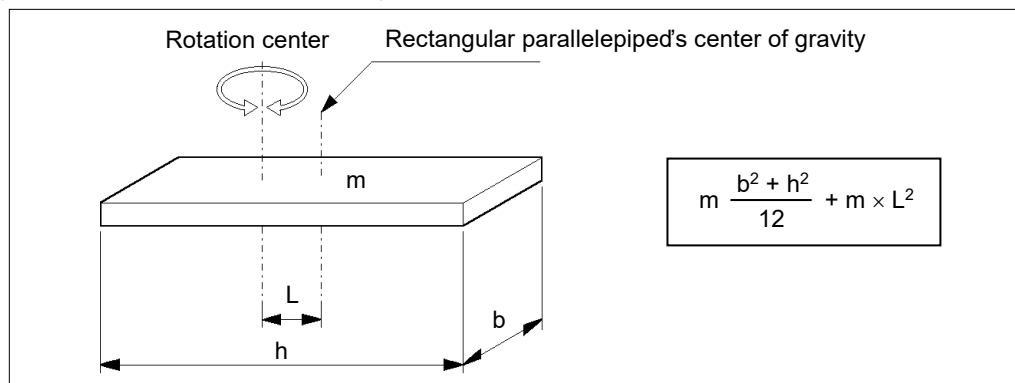 Rotation center
Rectangular parallelepiped's center of gravity
m
m (b² + h²)/12 + m × L²
L
b
h